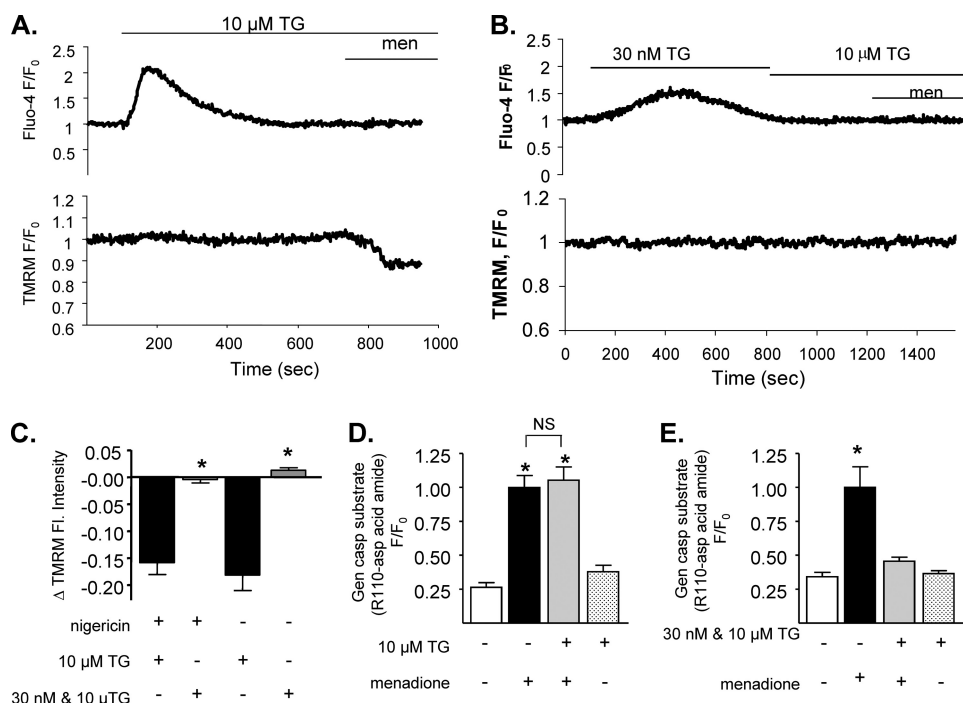 A.
10 µM TG
men
Fluo-4 F/F0
2.5
2
1.5
1
0.5
0
TMRM F/F0
1.2
1.1
1
0.9
0.8
0.7
0.6
200 400 600 800 1000
Time (sec)
B.
30 nM TG
10 µM TG
men
Fluo-4 F/F0
2.5
2
1.5
1
0.5
0
TMRM, F/F0
1.2
1
0.8
0.6
0 200 400 600 800 1000 1200 1400
Time (sec)
C.
Δ TMRM Fl. Intensity
0.05
-0.00
-0.05
-0.10
-0.15
-0.20
* *
nigericin + + - -
10 µM TG + - + -
30 nM & 10 µTG - + - +
D.
NS
Gen casp substrate
(R110-asp acid amide)
F/F0
1.25
1.00
0.75
0.50
0.25
* *
10 µM TG - - + +
menadione - + + -
E.
Gen casp substrate
(R110-asp acid amide)
F/F0
1.25
1.00
0.75
0.50
0.25
*
30 nM & 10 µM TG - - + +
menadione - + + -